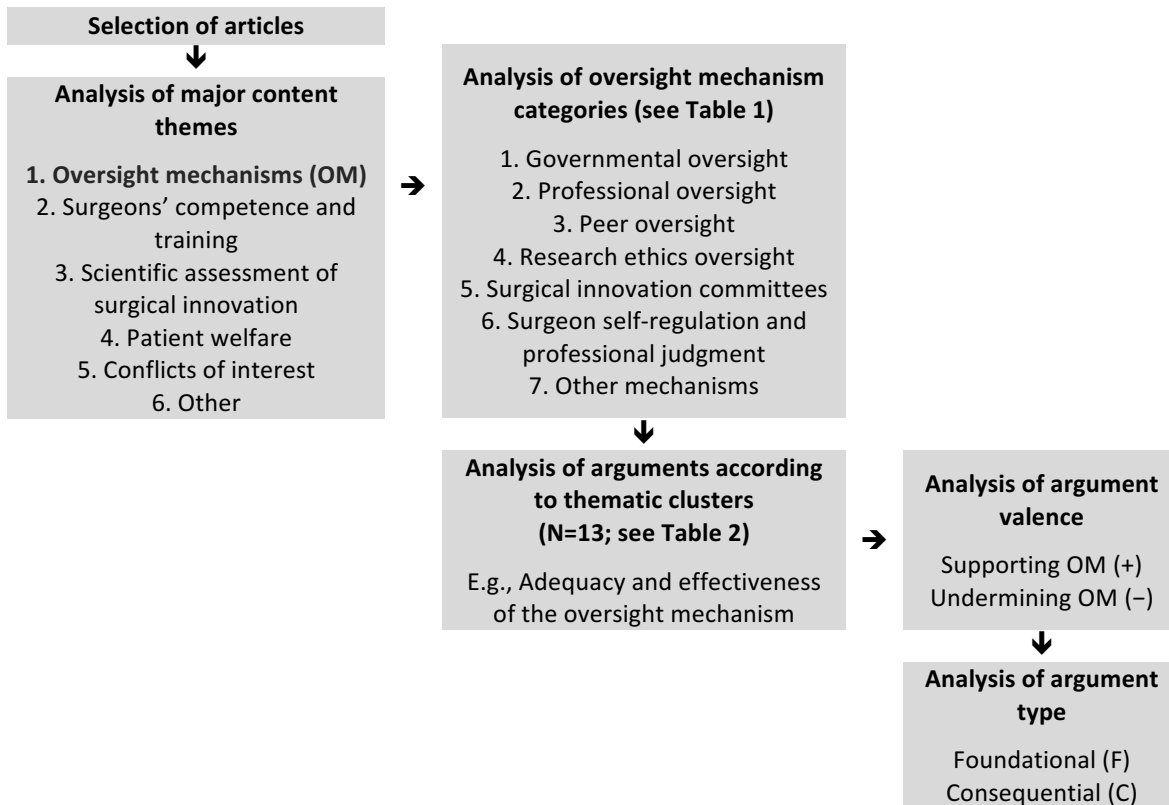 Selection of articles
Analysis of major content
themes
1. Oversight mechanisms (OM)
2. Surgeons’ competence and
training
3. Scientific assessment of
surgical innovation
4. Patient welfare
5. Conflicts of interest
6. Other
Analysis of oversight mechanism
categories (see Table 1)
1. Governmental oversight
2. Professional oversight
3. Peer oversight
4. Research ethics oversight
5. Surgical innovation committees
6. Surgeon self-regulation and
professional judgment
7. Other mechanisms
Analysis of arguments according
to thematic clusters
(N=13; see Table 2)
E.g., Adequacy and effectiveness
of the oversight mechanism
Analysis of argument
valence
Supporting OM (+)
Undermining OM (−)
Analysis of argument
type
Foundational (F)
Consequential (C)